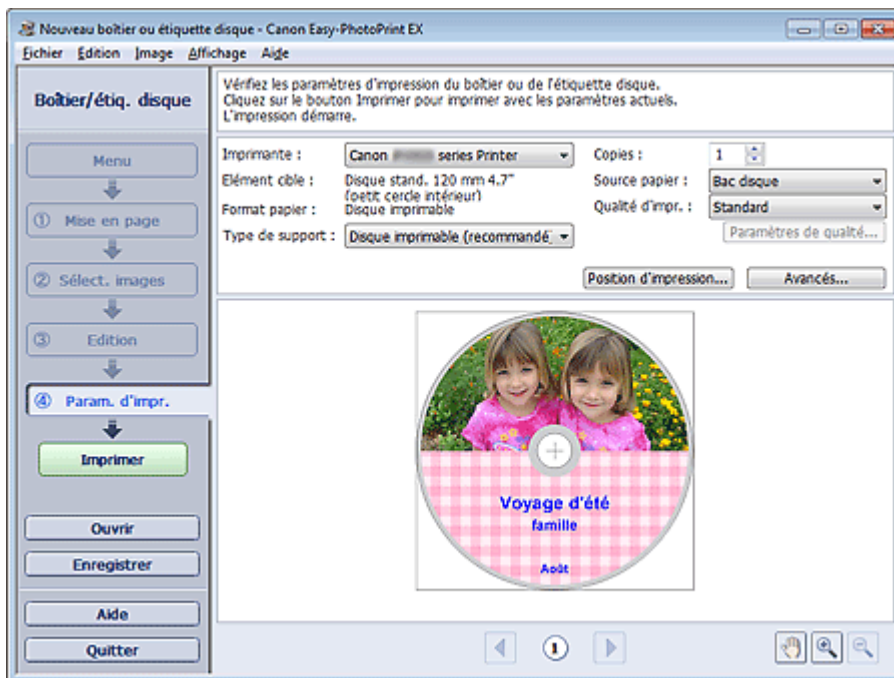 Nouveau boîtier ou étiquette disque - Canon Easy-PhotoPrint EX
Fichier Edition Image Affichage Aide
Boîtier/étiq. disque
Menu
① Mise en page
② Sélect. images
③ Edition
④ Param. d'impr.
Imprimer
Ouvrir
Enregistrer
Aide
Quitter
Vérifiez les paramètres d'impression du boîtier ou de l'étiquette disque.
Cliquez sur le bouton Imprimer pour imprimer avec les paramètres actuels.
L'impression démarre.
Imprimante : Canon series Printer
Elément cible : Disque stand. 120 mm 4.7"
(petit cercle intérieur)
Format papier : Disque imprimable
Type de support : Disque imprimable (recommandé)
Copies : 1
Source papier : Bac disque
Qualité d'impr. : Standard
Paramètres de qualité...
Position d'impression... Avancés...
Voyage d'été
famille
Août
1